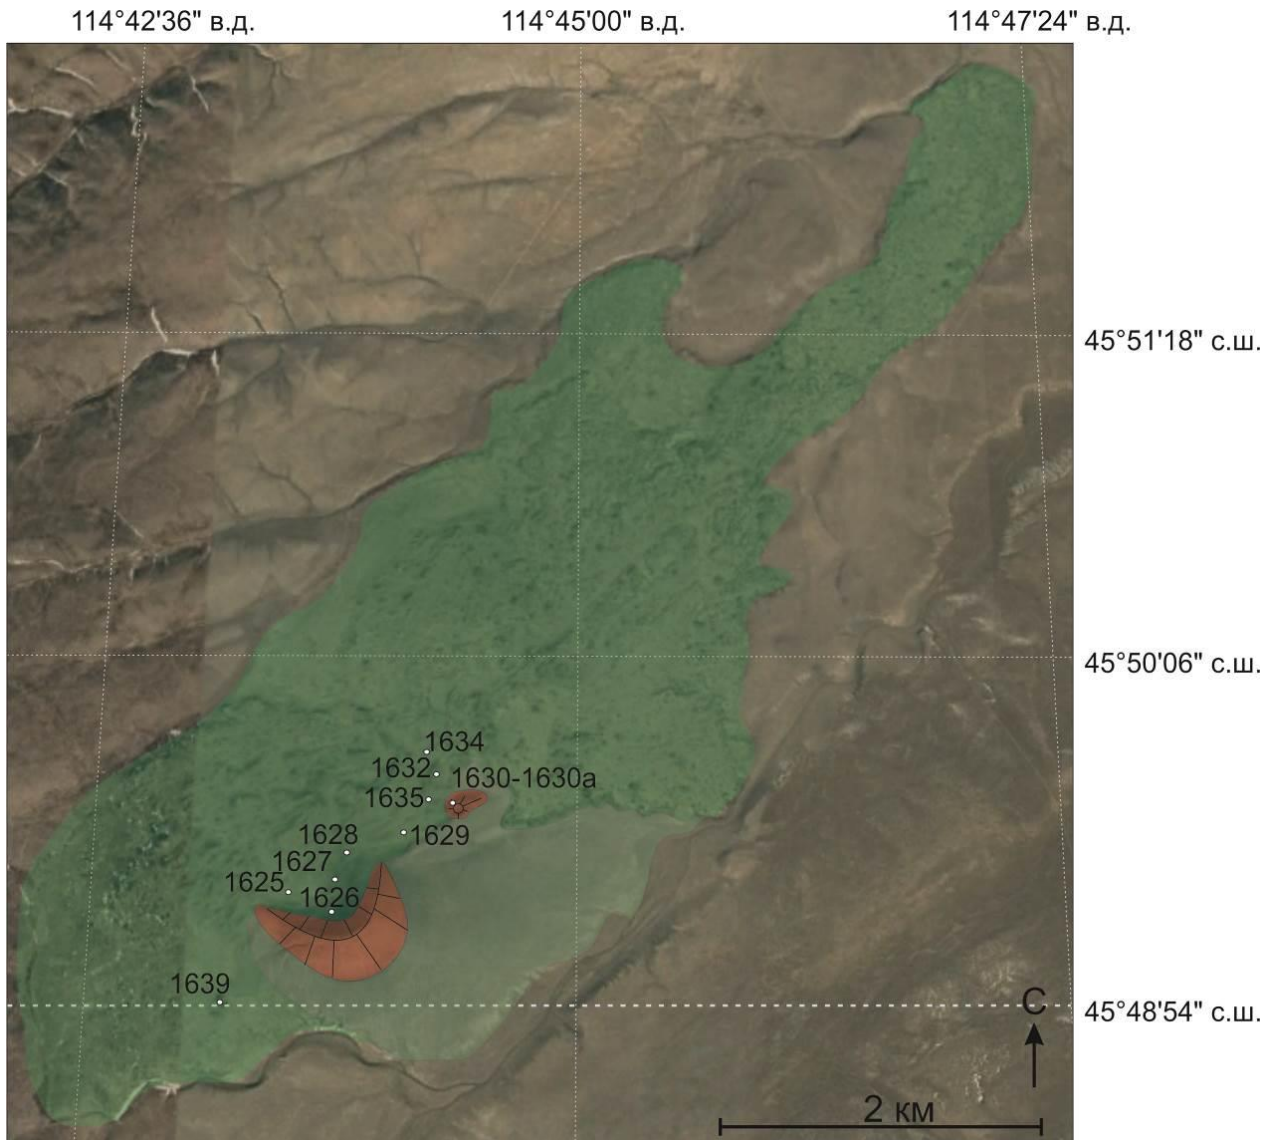 114°42'36" в.д.
114°45'00" в.д.
114°47'24" в.д.
45°51'18" с.ш.
45°50'06" с.ш.
1634
1632
1630-1630а
1635
1629
1628
1627
1625
1626
1639
С
45°48'54" с.ш.
2 км